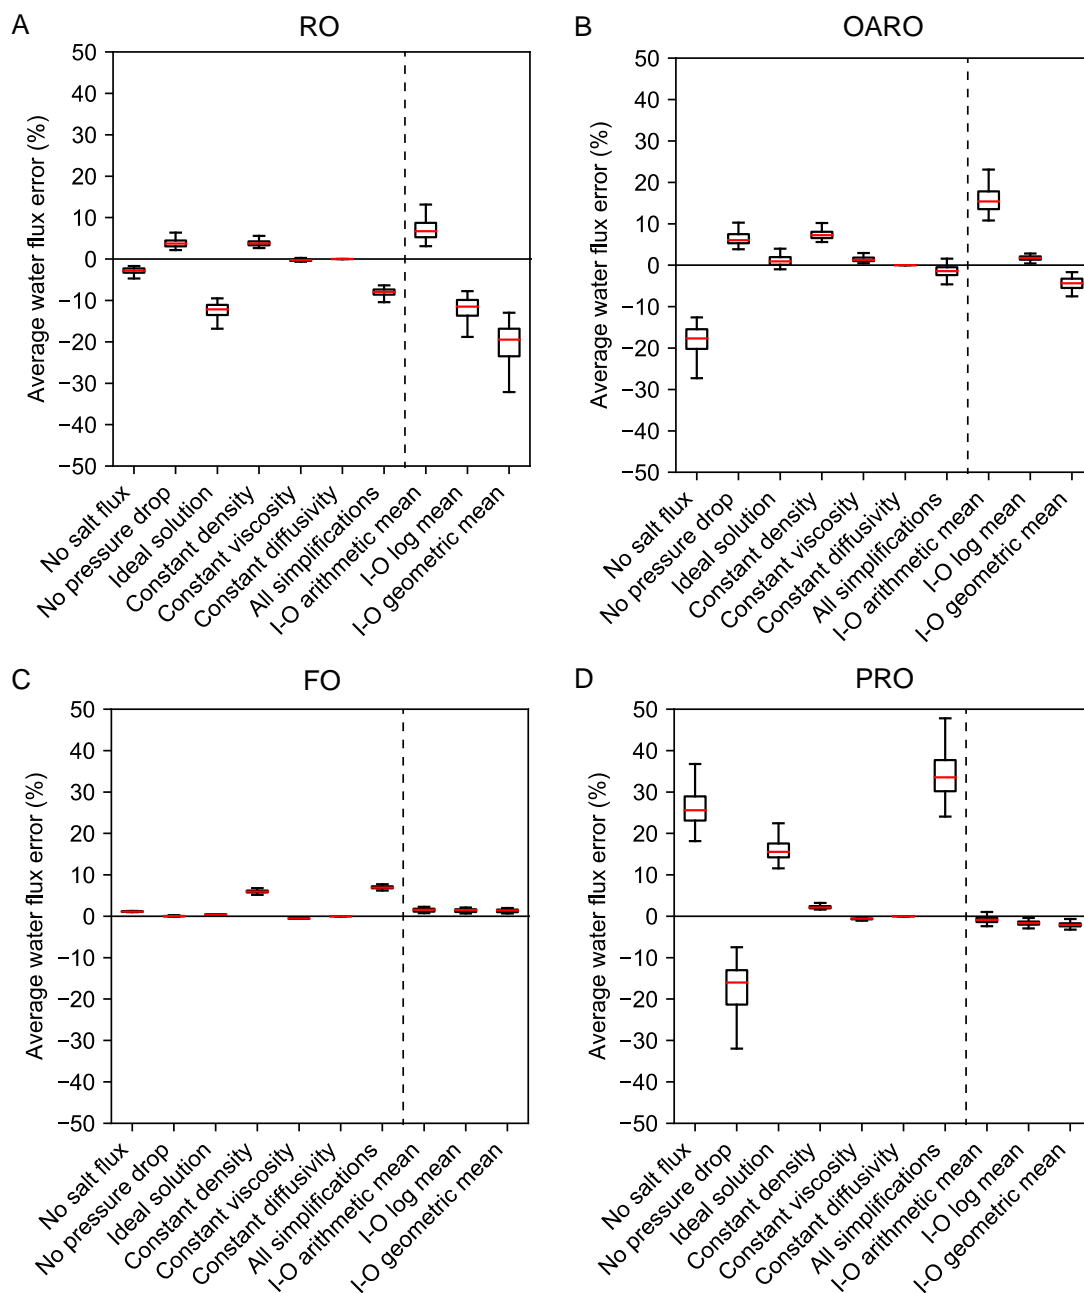 A
RO
Average water flux error (%)
50
40
30
20
10
0
−10
−20
−30
−40
−50
No salt flux
No pressure drop
Ideal solution
Constant density
Constant viscosity
Constant diffusivity
All simplifications
I-O arithmetic mean
I-O log mean
I-O geometric mean
B
OARO
Average water flux error (%)
50
40
30
20
10
0
−10
−20
−30
−40
−50
No salt flux
No pressure drop
Ideal solution
Constant density
Constant viscosity
Constant diffusivity
All simplifications
I-O arithmetic mean
I-O log mean
I-O geometric mean
C
FO
Average water flux error (%)
50
40
30
20
10
0
−10
−20
−30
−40
−50
No salt flux
No pressure drop
Ideal solution
Constant density
Constant viscosity
Constant diffusivity
All simplifications
I-O arithmetic mean
I-O log mean
I-O geometric mean
D
PRO
Average water flux error (%)
50
40
30
20
10
0
−10
−20
−30
−40
−50
No salt flux
No pressure drop
Ideal solution
Constant density
Constant viscosity
Constant diffusivity
All simplifications
I-O arithmetic mean
I-O log mean
I-O geometric mean